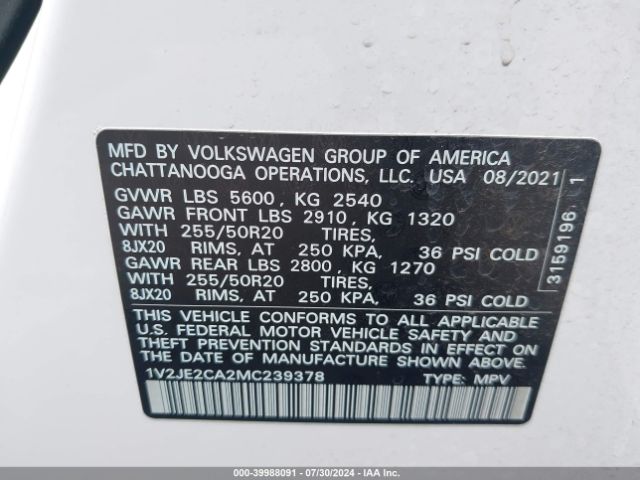 MFD BY VOLKSWAGEN GROUP OF AMERICA
CHATTANOOGA OPERATIONS, LLC. USA 08/2021
GVWR LBS 5600, KG 2540
GAWR FRONT LBS 2910, KG 1320
WITH 255/50R20 TIRES,
8JX20 RIMS, AT 250 KPA, 36 PSI COLD
GAWR REAR LBS 2800, KG 1270
WITH 255/50R20 TIRES,
8JX20 RIMS, AT 250 KPA, 36 PSI COLD
THIS VEHICLE CONFORMS TO ALL APPLICABLE
U.S. FEDERAL MOTOR VEHICLE SAFETY AND
THEFT PREVENTION STANDARDS IN EFFECT ON
THE DATE OF MANUFACTURE SHOWN ABOVE.
1V2JE2CA2MC239378 TYPE: MPV
3159196 1
000-39988091 - 07/30/2024 - IAAI.com